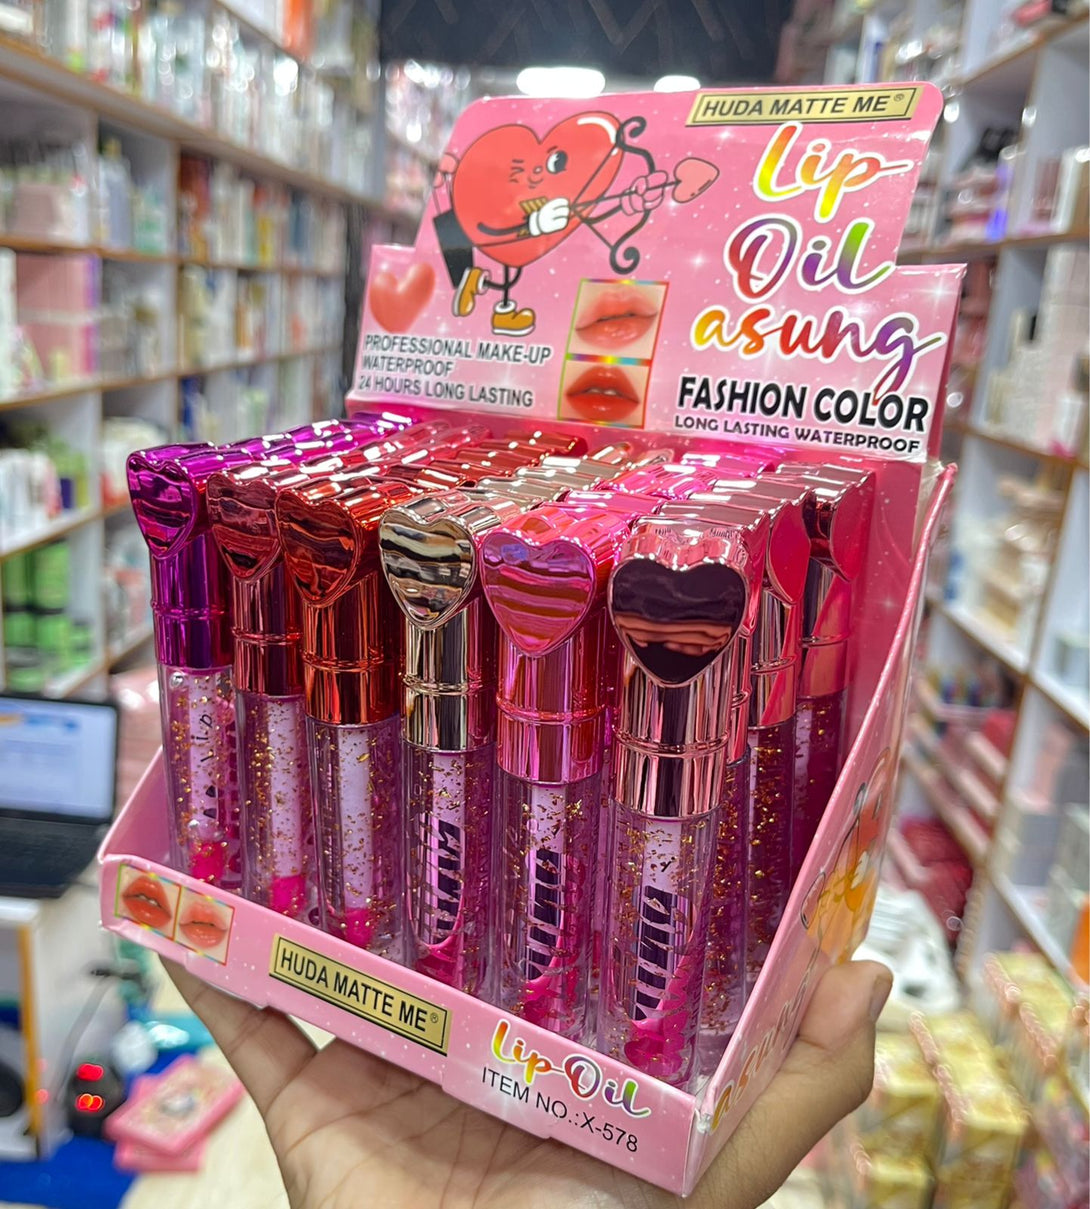 HUDA MATTE ME®
Lip
Oil
asung
FASHION COLOR
LONG LASTING WATERPROOF
PROFESSIONAL MAKE-UP
WATERPROOF
24 HOURS LONG LASTING
HUDA MATTE ME®
Lip Oil
ITEM NO.:X-578